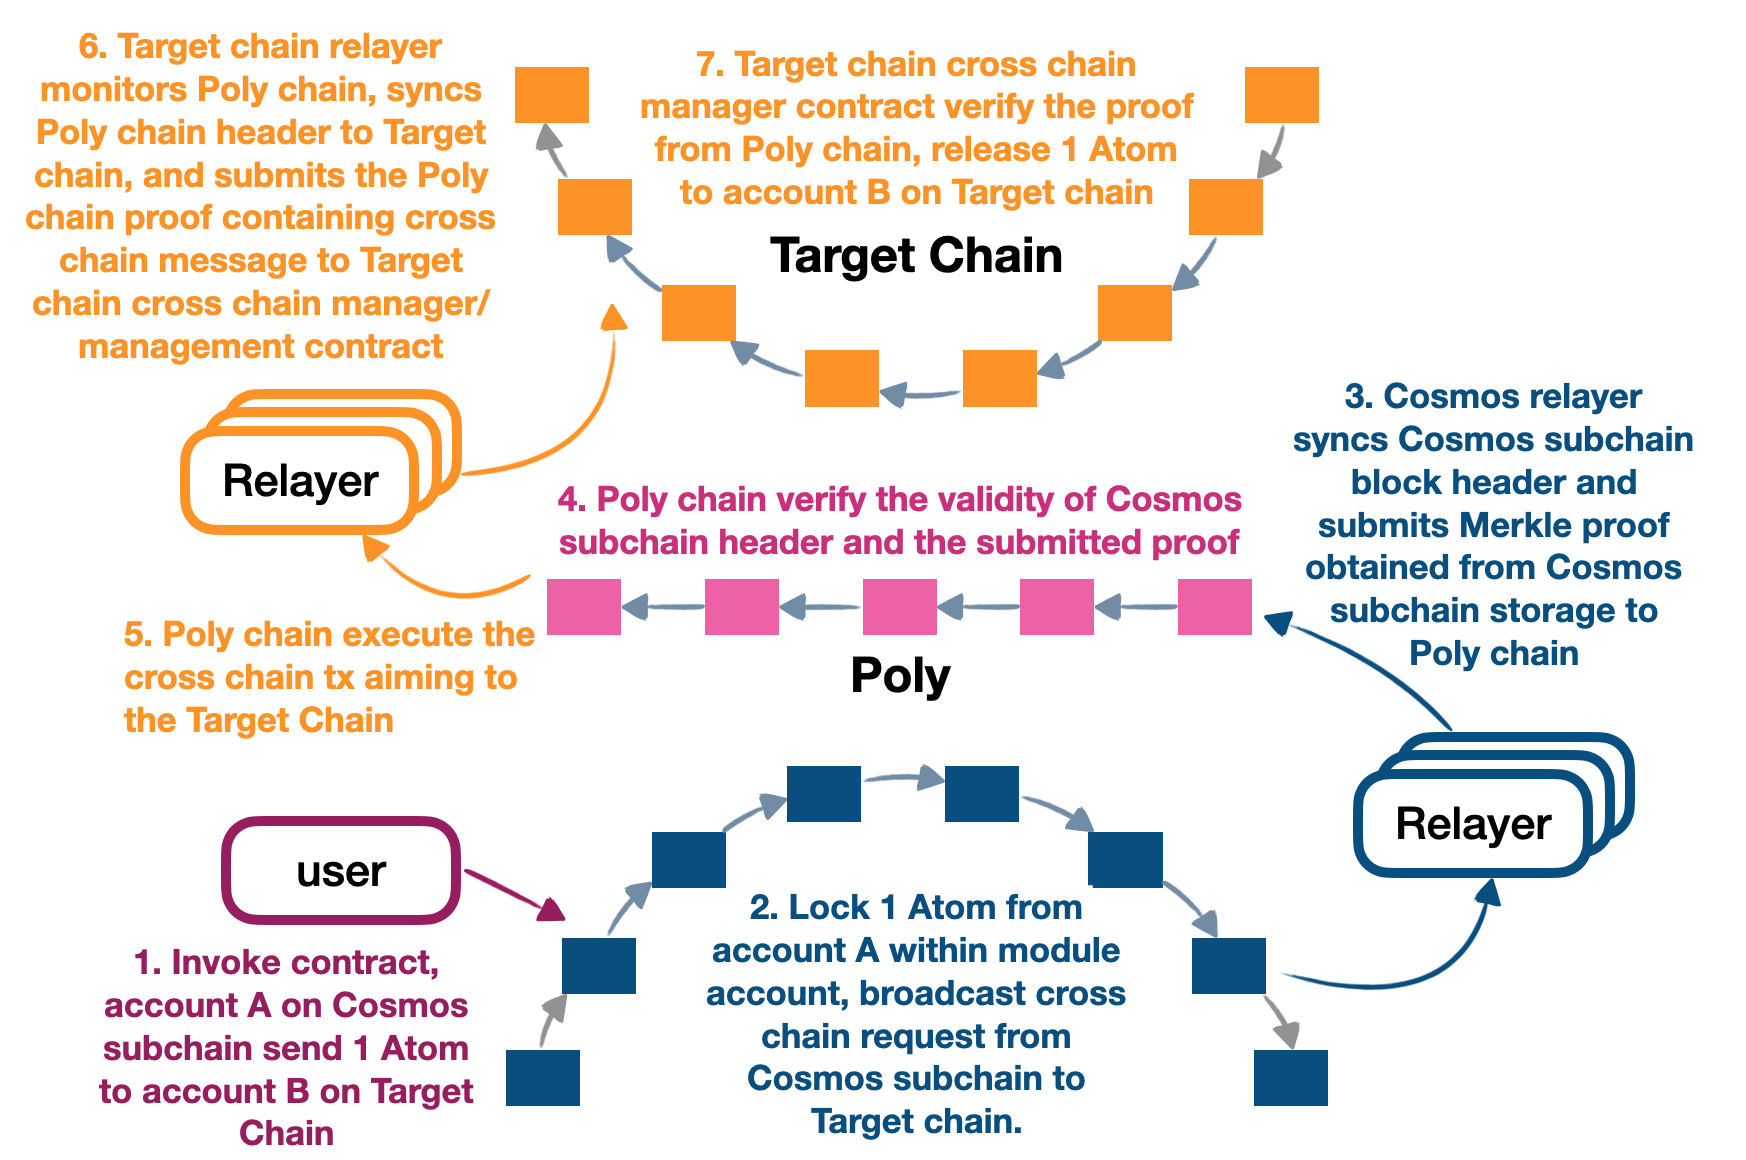 6. Target chain relayer
monitors Poly chain, syncs
Poly chain header to Target
chain, and submits the Poly
chain proof containing cross
chain message to Target
chain cross chain manager/
management contract
7. Target chain cross chain
manager contract verify the proof
from Poly chain, release 1 Atom
to account B on Target chain
Target Chain
3. Cosmos relayer
syncs Cosmos subchain
block header and
submits Merkle proof
obtained from Cosmos
subchain storage to
Poly chain
Relayer
4. Poly chain verify the validity of Cosmos
subchain header and the submitted proof
5. Poly chain execute the
cross chain tx aiming to
the Target Chain
Poly
Relayer
user
1. Invoke contract,
account A on Cosmos
subchain send 1 Atom
to account B on Target
Chain
2. Lock 1 Atom from
account A within module
account, broadcast cross
chain request from
Cosmos subchain to
Target chain.